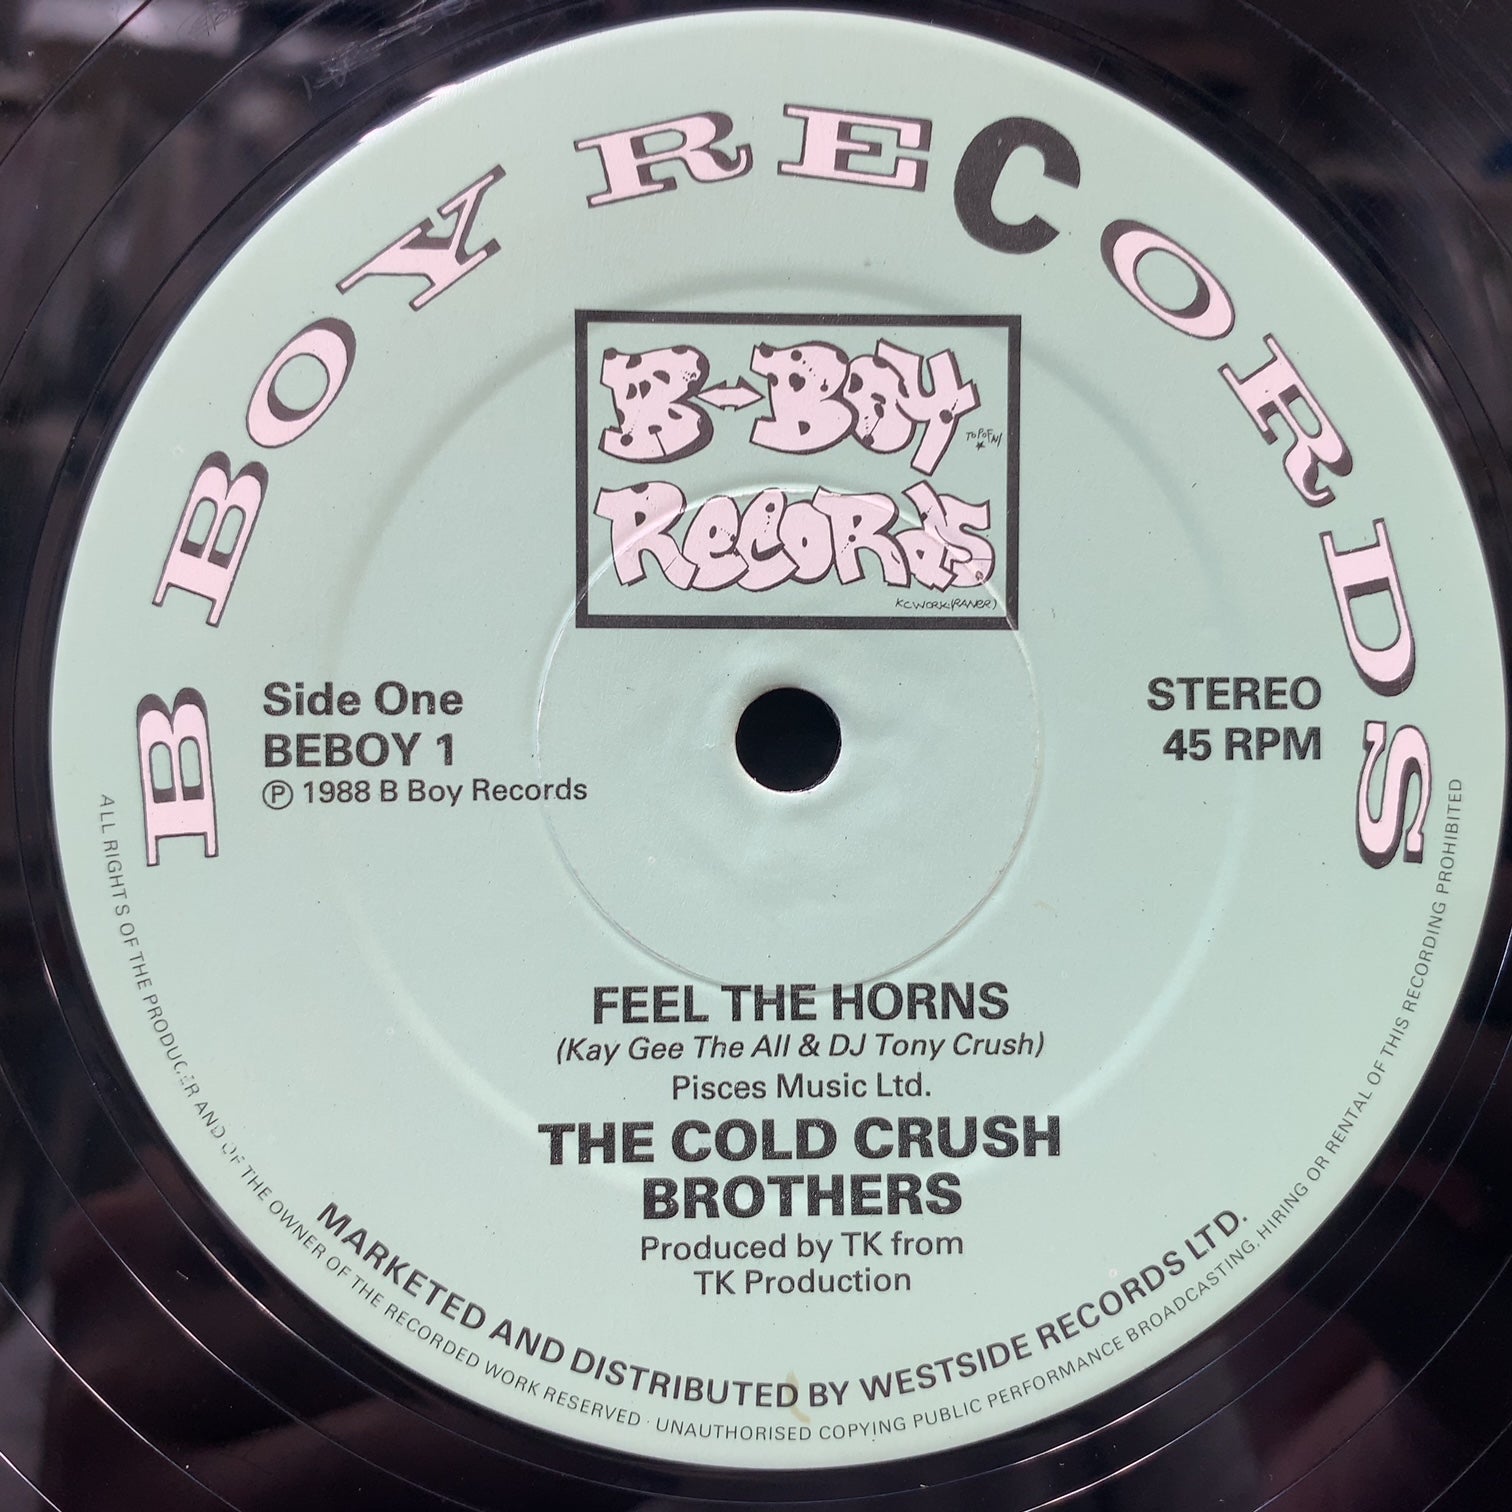 B BOY RECORDS
B-BOY
RECORDS
Side One
BEBOY 1
℗ 1988 B Boy Records
STEREO
45 RPM
FEEL THE HORNS
(Kay Gee The All & DJ Tony Crush)
Pisces Music Ltd.
THE COLD CRUSH
BROTHERS
Produced by TK from
TK Production
MARKETED AND DISTRIBUTED BY WESTSIDE RECORDS LTD.
ALL RIGHTS OF THE PRODUCER AND OF THE OWNER OF THE RECORDED WORK RESERVED · UNAUTHORISED COPYING PUBLIC PERFORMANCE BROADCASTING, HIRING OR RENTAL OF THIS RECORDING PROHIBITED